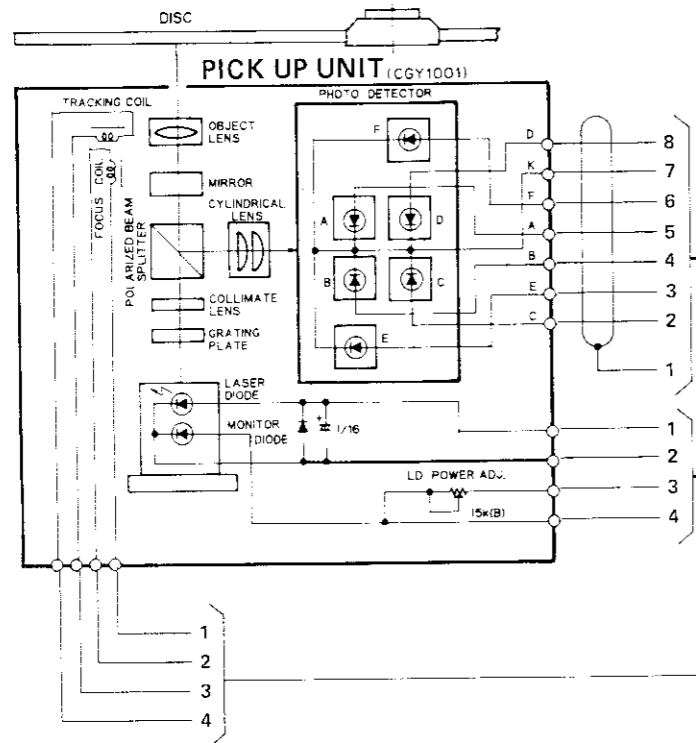 DISC
PICK UP UNIT (CGY1001)
PHOTO DETECTOR
TRACKING COIL
OBJECT
LENS
FOCUS COIL
MIRROR
CYLINDRICAL
LENS
POLARIZED BEAM
SPLITTER
COLLIMATE
LENS
GRATING
PLATE
F
A
D
B
C
E
D
K
F
A
B
E
C
8
7
6
5
4
3
2
1
LASER
DIODE
MONITOR
DIODE
+
1/16
LD POWER ADJ.
15K(B)
1
2
3
4
1
2
3
4